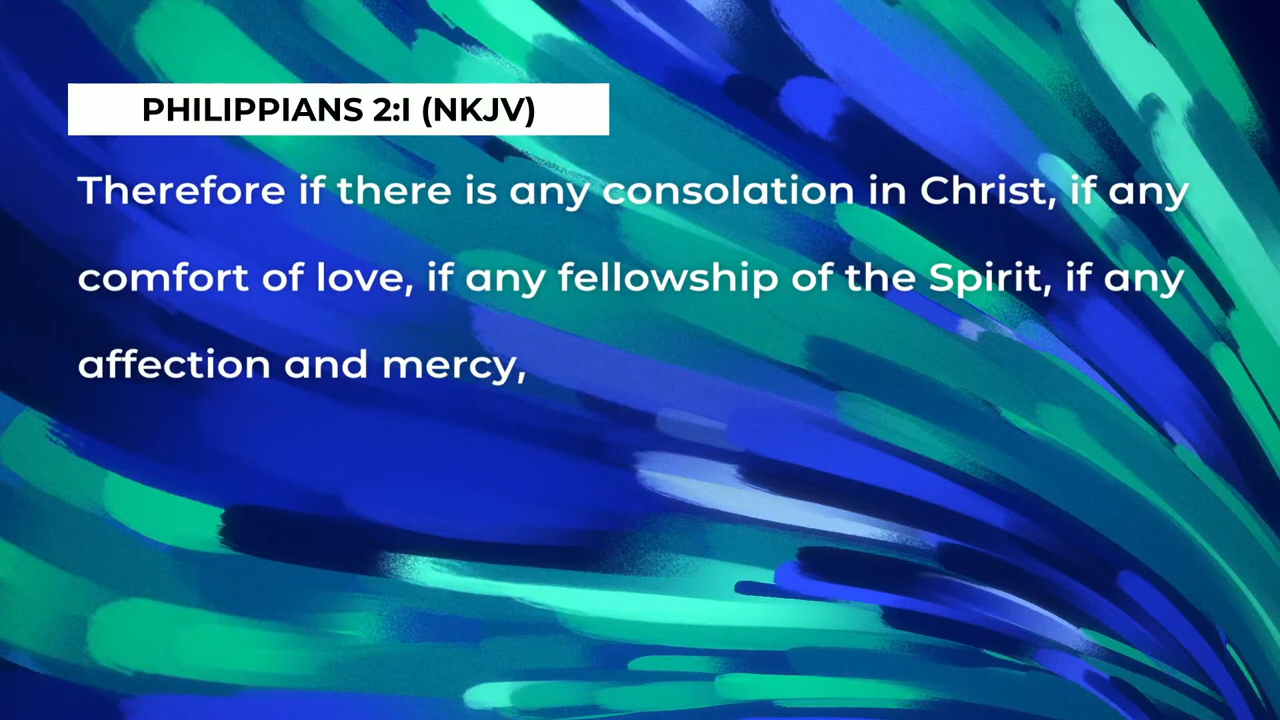 PHILIPPIANS 2:I (NKJV)
Therefore if there is any consolation in Christ, if any
comfort of love, if any fellowship of the Spirit, if any
affection and mercy,